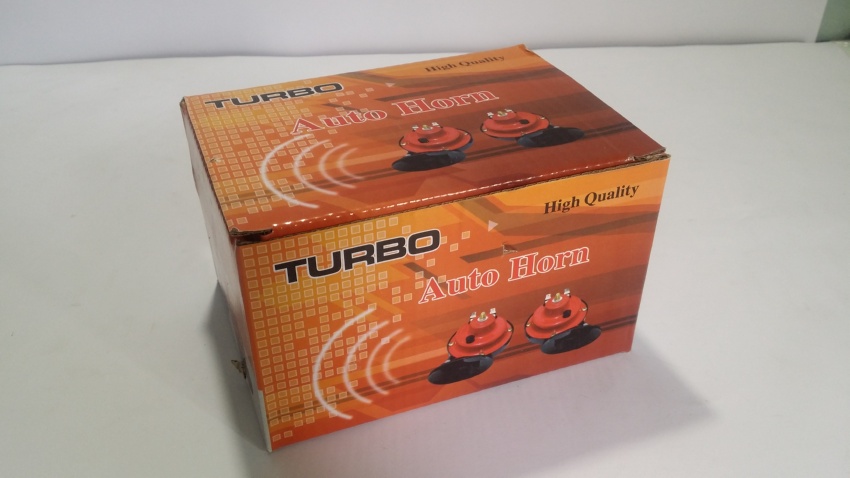 High Quality
TURBO
Auto Horn
High Quality
TURBO
Auto Horn